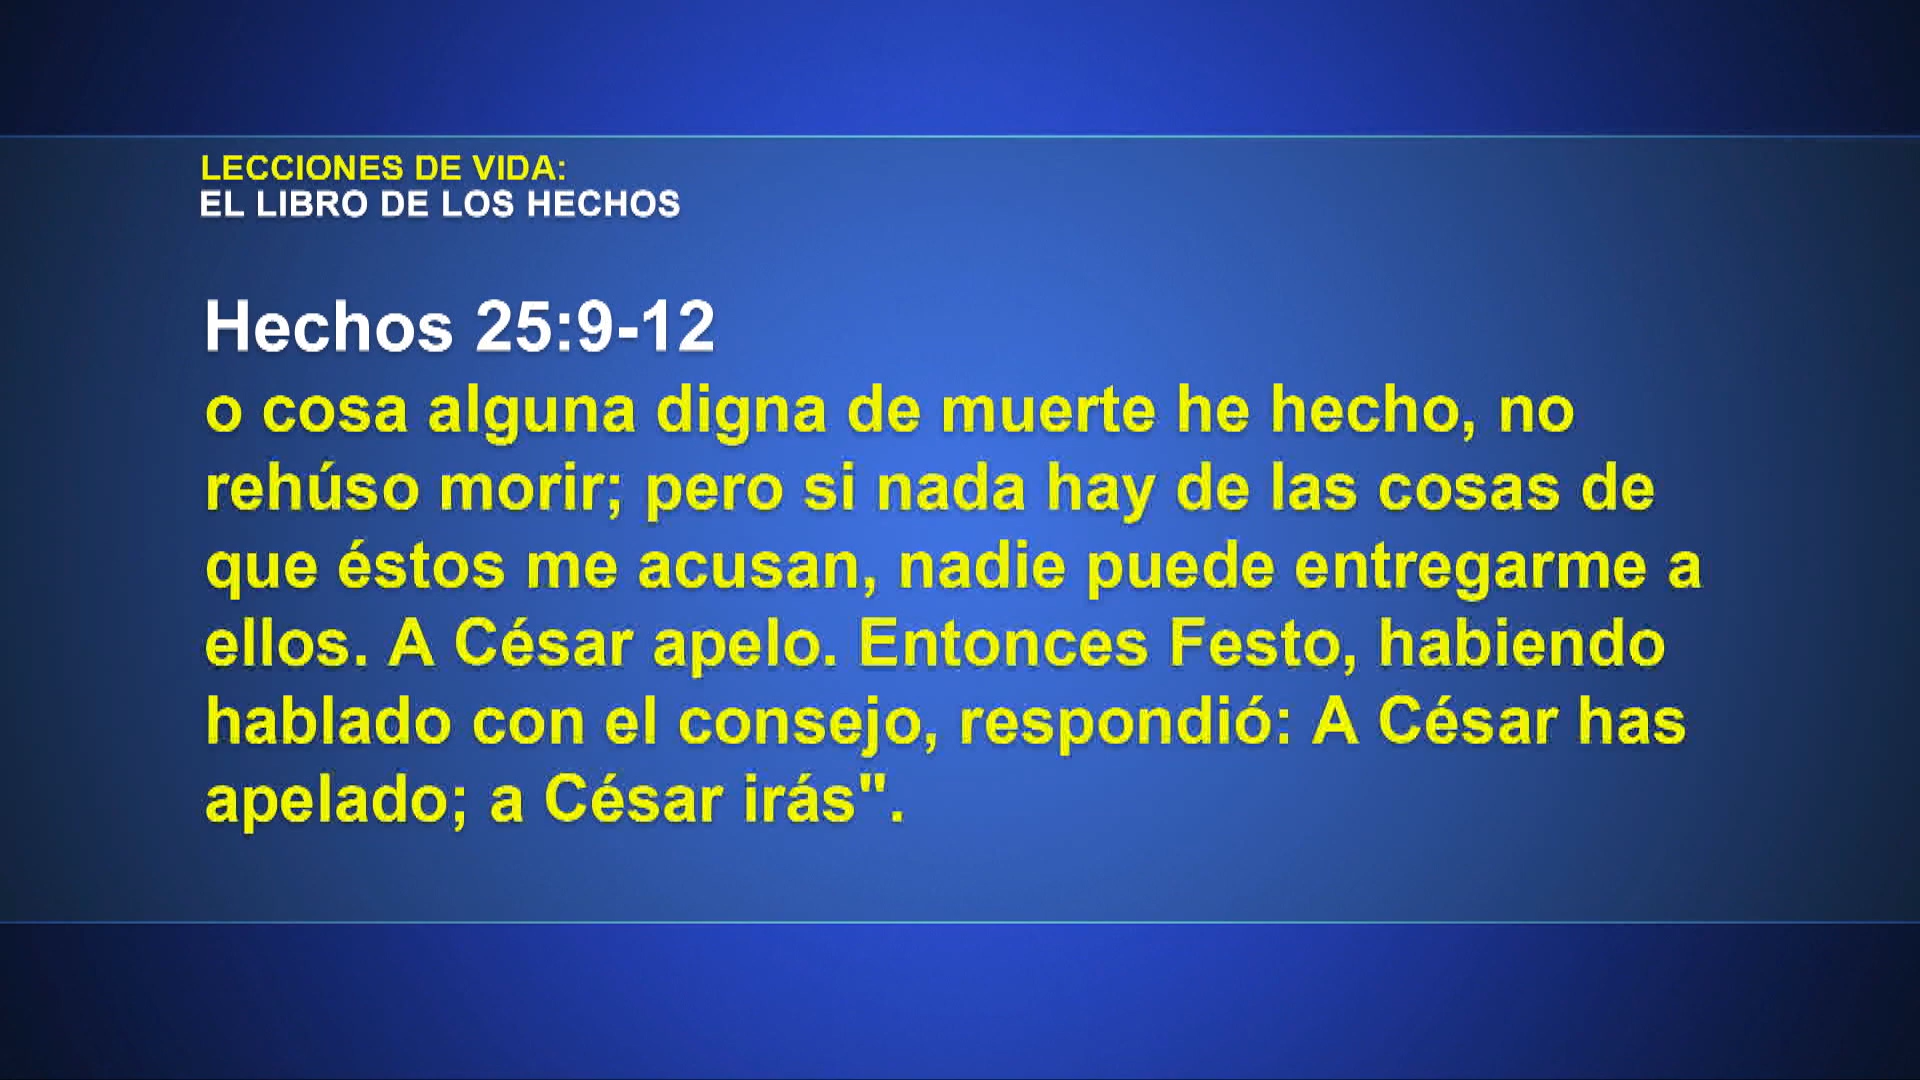 LECCIONES DE VIDA:
EL LIBRO DE LOS HECHOS
Hechos 25:9-12
o cosa alguna digna de muerte he hecho, no
rehúso morir; pero si nada hay de las cosas de
que éstos me acusan, nadie puede entregarme a
ellos. A César apelo. Entonces Festo, habiendo
hablado con el consejo, respondió: A César has
apelado; a César irás".